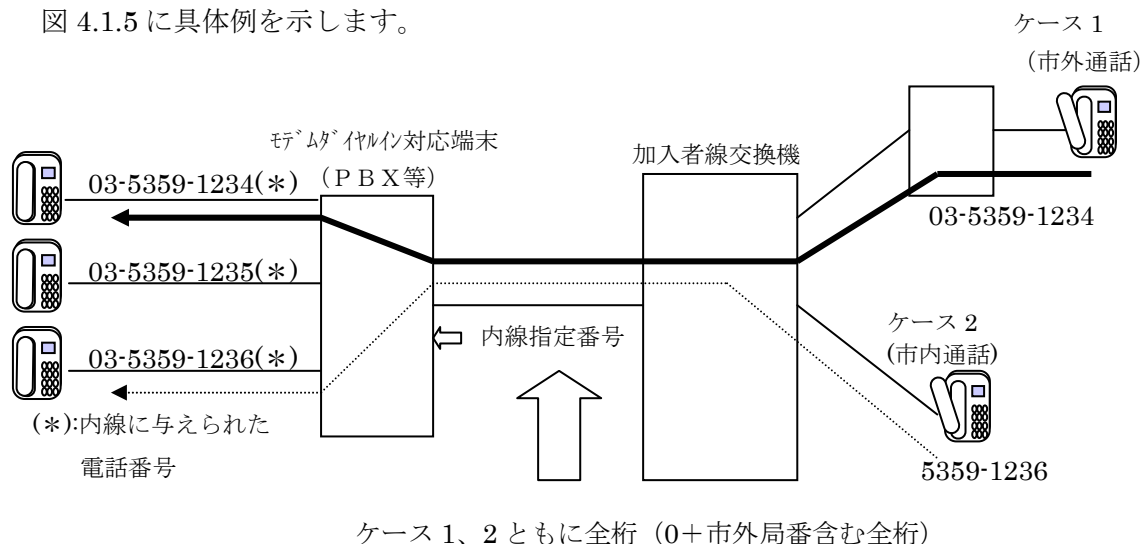 図 4.1.5 に具体例を示します。
ケース 1
（市外通話）
ﾓﾃﾞﾑﾀﾞｲﾔﾙｲﾝ対応端末
（ＰＢＸ等）
加入者線交換機
03-5359-1234(＊)
03-5359-1234
03-5359-1235(＊)
内線指定番号
ケース 2
(市内通話)
03-5359-1236(＊)
(＊):内線に与えられた
電話番号
5359-1236
ケース 1、2 ともに全桁（0＋市外局番含む全桁）